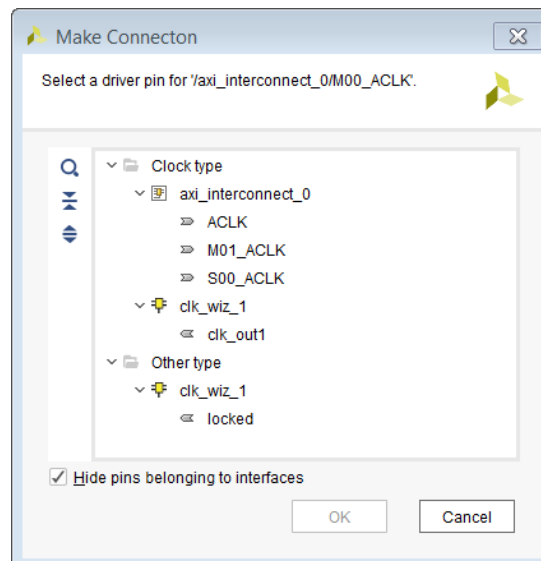 Make Connecton
Select a driver pin for '/axi_interconnect_0/M00_ACLK'.
Clock type
axi_interconnect_0
ACLK
M01_ACLK
S00_ACLK
clk_wiz_1
clk_out1
Other type
clk_wiz_1
locked
Hide pins belonging to interfaces
OK Cancel